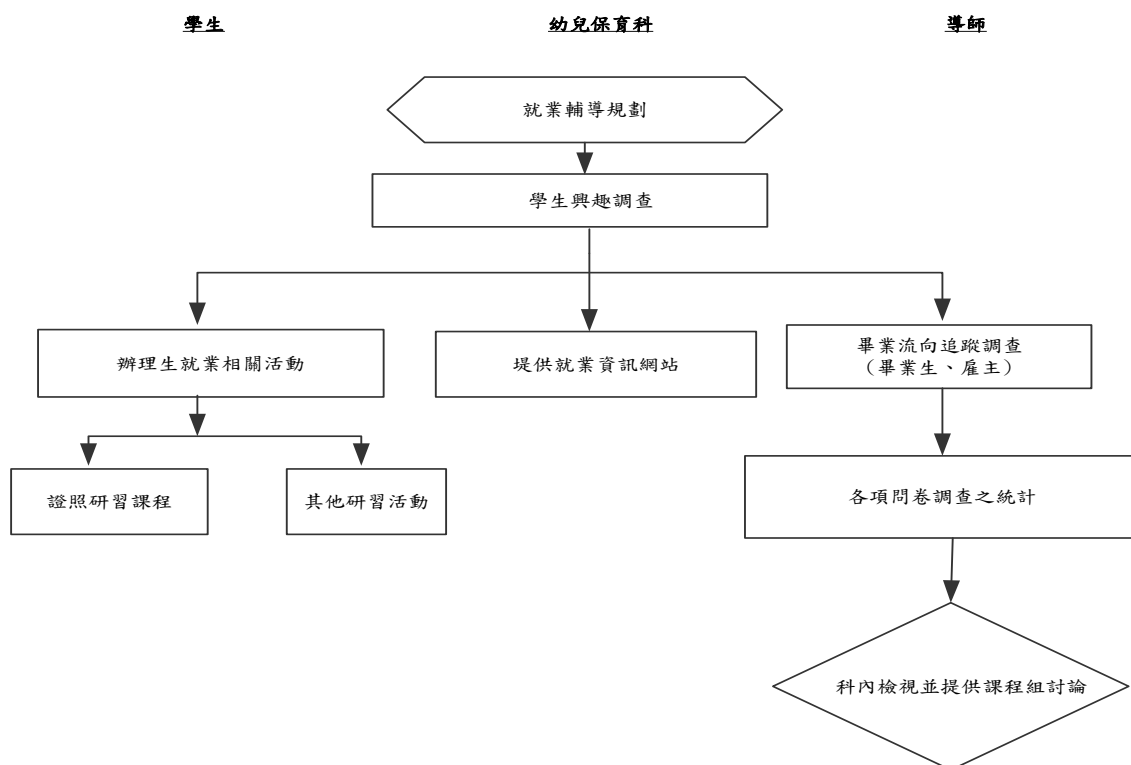 學生
幼兒保育科
導師
就業輔導規劃
學生興趣調查
辦理生就業相關活動
堤供就業資訊網站
畢業流向追蹤調查
（畢業生、雇主）
證照研習課程
其他研習活動
各項問卷調查之統計
科內檢視並提供課程組討論